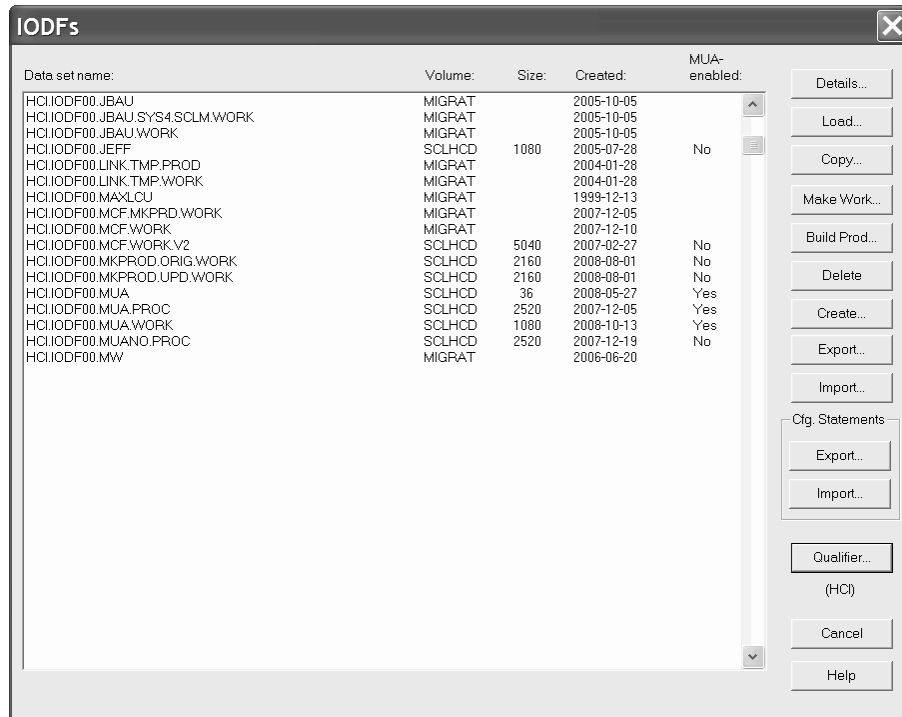 IODFs
Data set name: Volume: Size: Created: MUA-enabled:
HCI.IODF00.JBAU MIGRAT 2005-10-05
HCI.IODF00.JBAU.SYS4.SCLM.WORK MIGRAT 2005-10-05
HCI.IODF00.JBAU.WORK MIGRAT 2005-10-05
HCI.IODF00.JEFF SCLHCD 1080 2005-07-28 No
HCI.IODF00.LINK.TMP.PROD MIGRAT 2004-01-28
HCI.IODF00.LINK.TMP.WORK MIGRAT 2004-01-28
HCI.IODF00.MAXLCU MIGRAT 1999-12-13
HCI.IODF00.MCF.MKPRD.WORK MIGRAT 2007-12-05
HCI.IODF00.MCF.WORK MIGRAT 2007-12-10
HCI.IODF00.MCF.WORK.V2 SCLHCD 5040 2007-02-27 No
HCI.IODF00.MKPROD.ORIG.WORK SCLHCD 2160 2008-08-01 No
HCI.IODF00.MKPROD.UPD.WORK SCLHCD 2160 2008-08-01 No
HCI.IODF00.MUA SCLHCD 36 2008-05-27 Yes
HCI.IODF00.MUA.PROC SCLHCD 2520 2007-12-05 Yes
HCI.IODF00.MUA.WORK SCLHCD 1080 2008-10-13 Yes
HCI.IODF00.MUANO.PROC SCLHCD 2520 2007-12-19 No
HCI.IODF00.MW MIGRAT 2006-06-20
Details...
Load...
Copy...
Make Work...
Build Prod...
Delete
Create...
Export...
Import...
Cfg. Statements
Export...
Import...
Qualifier...
(HCI)
Cancel
Help